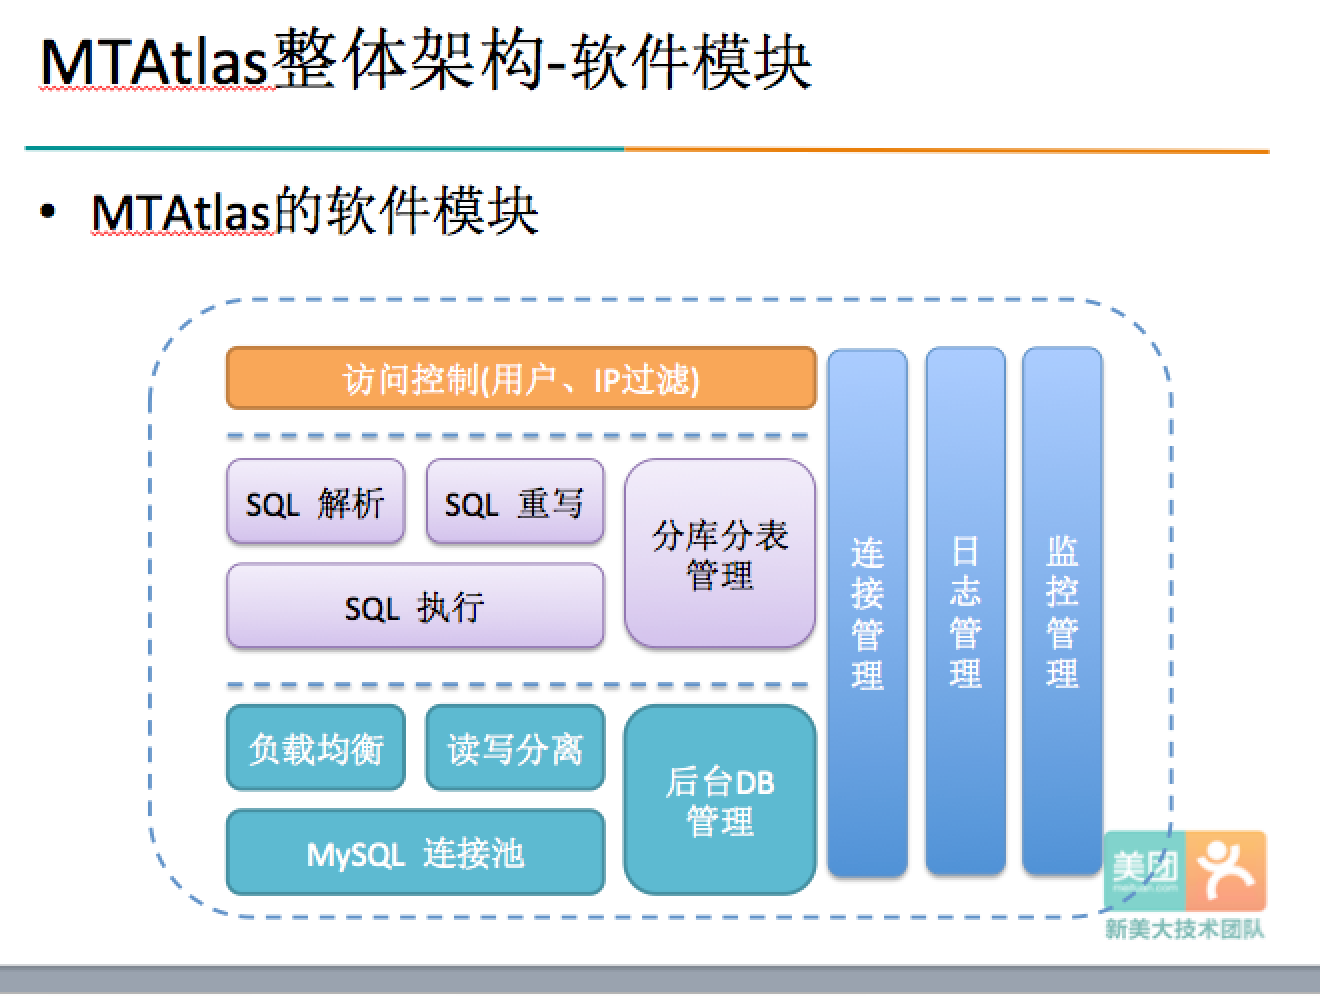 MTAtlas整体架构-软件模块
• MTAtlas的软件模块
访问控制(用户、IP过滤)
SQL 解析
SQL 重写
分库分表
管理
SQL 执行
负载均衡
读写分离
后台DB
管理
MySQL 连接池
连
接
管
理
日
志
管
理
监
控
管
理
美团
meituan.com
新美大技术团队